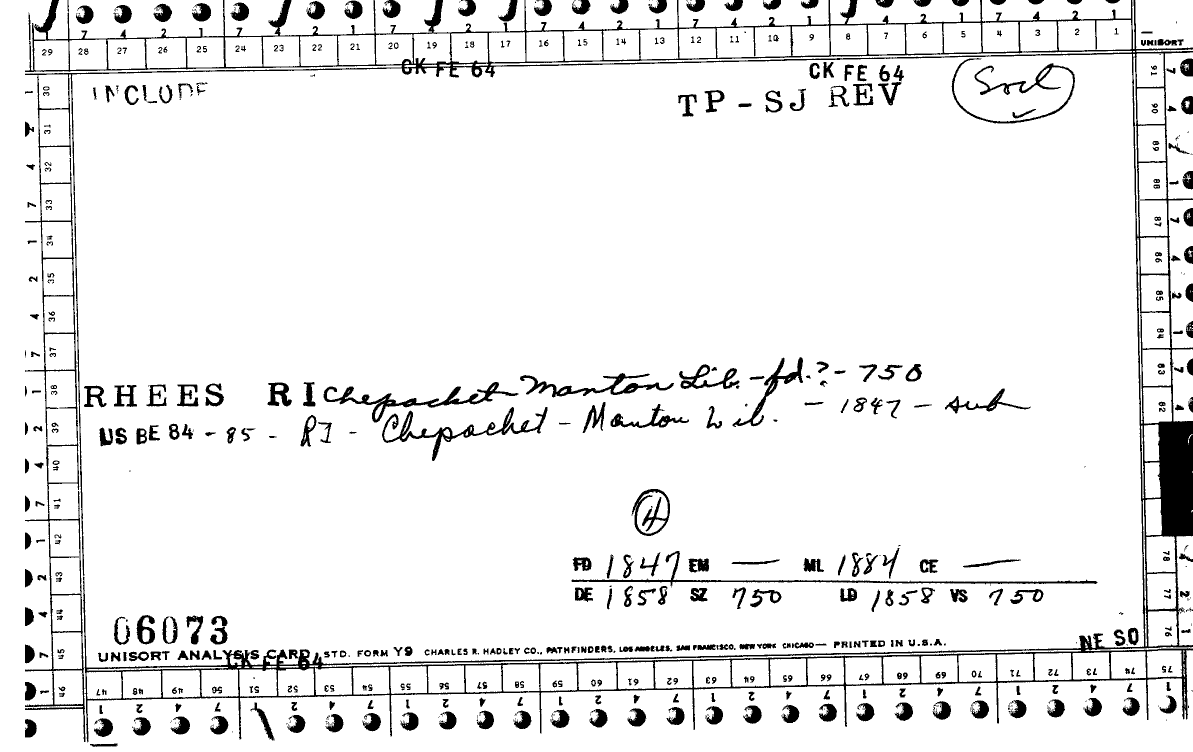 7 4 2 1 7 4 2 1 7 4 2 1 7 4 2 1 7 4 2 1 7 4 2 1 7 4 2 1
29 28 27 26 25 24 23 22 21 20 19 18 17 16 15 14 13 12 11 10 9 8 7 6 5 4 3 2 1
UNISORT
CK FE 64 CK FE 64
INCLUDE TP-SJ REV
RHEES RI Chepachet Manton Lib. - fd.? - 750
US BE 84 - 85 - RI - Chepachet - Manton Lib. - 1847 - sub
4
FD 1847 EM — ML 1884 CE —
DE 1858 SZ 750 LD 1858 VS 750
06073
UNISORT ANALYSIS CARD, STD. FORM Y9 CHARLES R. HADLEY CO., PATHFINDERS, LOS ANGELES, SAN FRANCISCO, NEW YORK CHICAGO — PRINTED IN U.S.A.
CK FE 64
NE SO
30 31 32 33 34 35 36 37 38 39 40 41 42 43 44 45 46
91 90 89 88 87 86 85 84 83 82 78 77 76
47 48 49 50 51 52 53 54 55 56 57 58 59 60 61 62 63 64 65 66 67 68 69 70 71 72 73 74 75